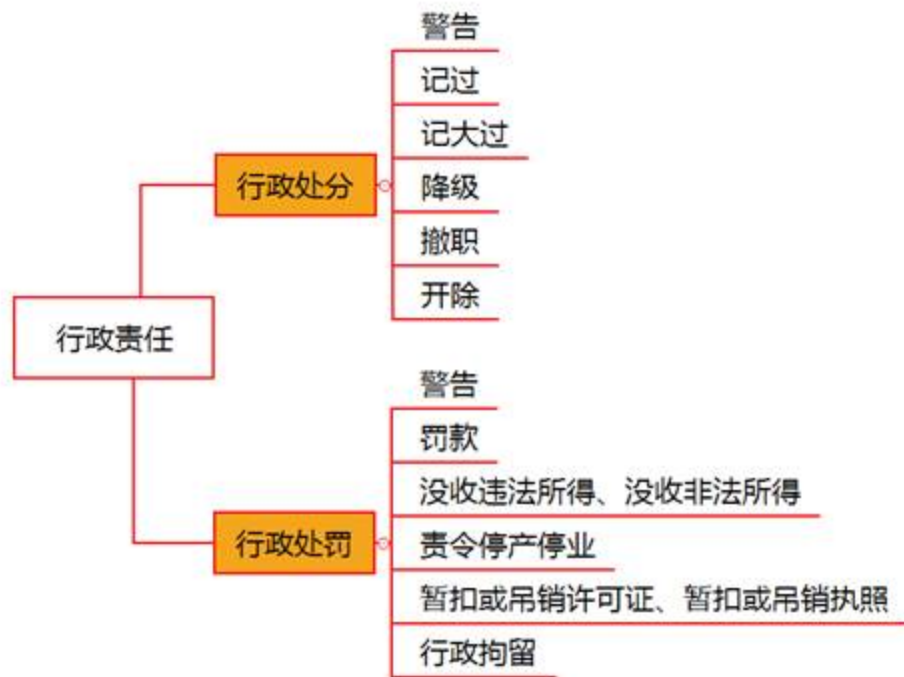 警告
记过
记大过
行政处分
降级
撤职
开除
行政责任
警告
罚款
没收违法所得、没收非法所得
行政处罚
责令停产停业
暂扣或吊销许可证、暂扣或吊销执照
行政拘留